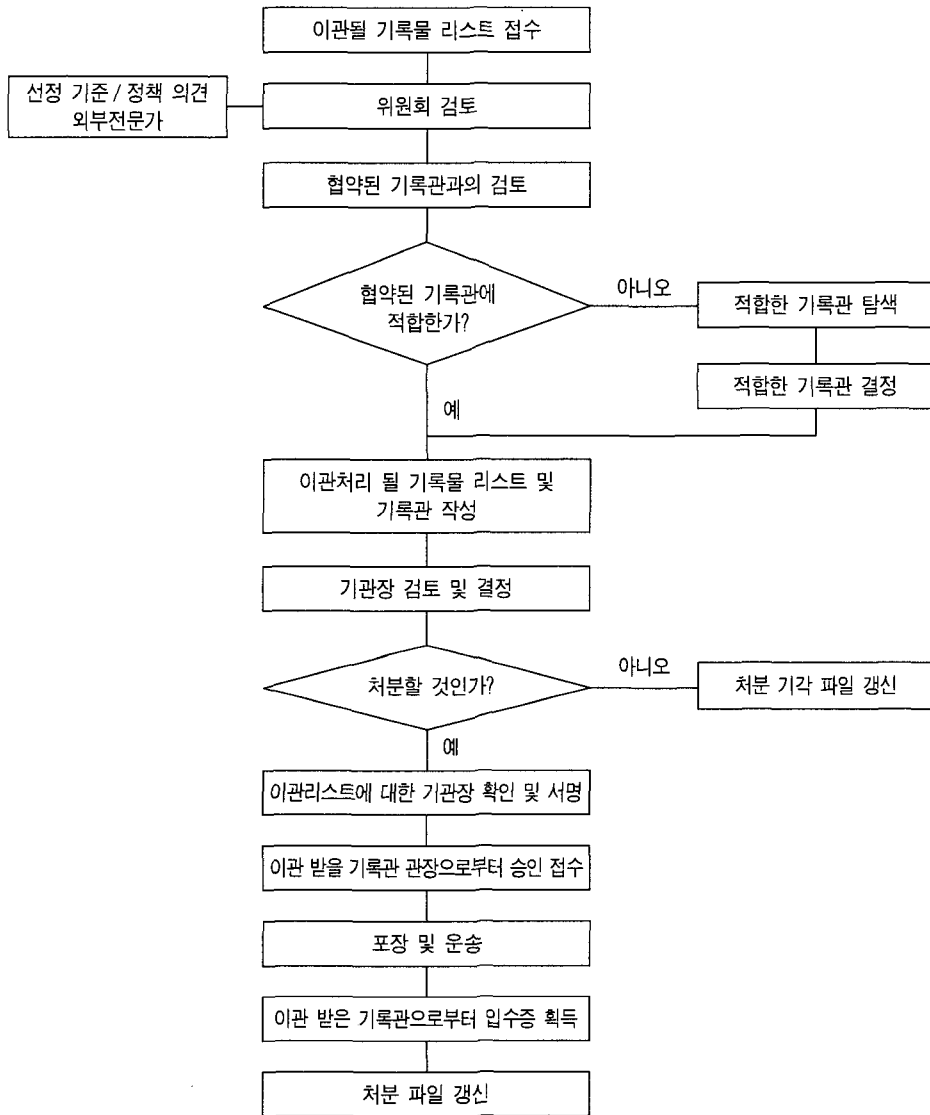 이관될 기록물 리스트 접수
선정 기준 / 정책 의견
외부전문가
위원회 검토
협약된 기록관과의 검토
협약된 기록관에
적합한가?
아니오
적합한 기록관 탐색
적합한 기록관 결정
예
이관처리 될 기록물 리스트 및
기록관 작성
기관장 검토 및 결정
처분할 것인가?
아니오
처분 기각 파일 갱신
예
이관리스트에 대한 기관장 확인 및 서명
이관 받을 기록관 관장으로부터 승인 접수
포장 및 운송
이관 받은 기록관으로부터 입수증 획득
처분 파일 갱신